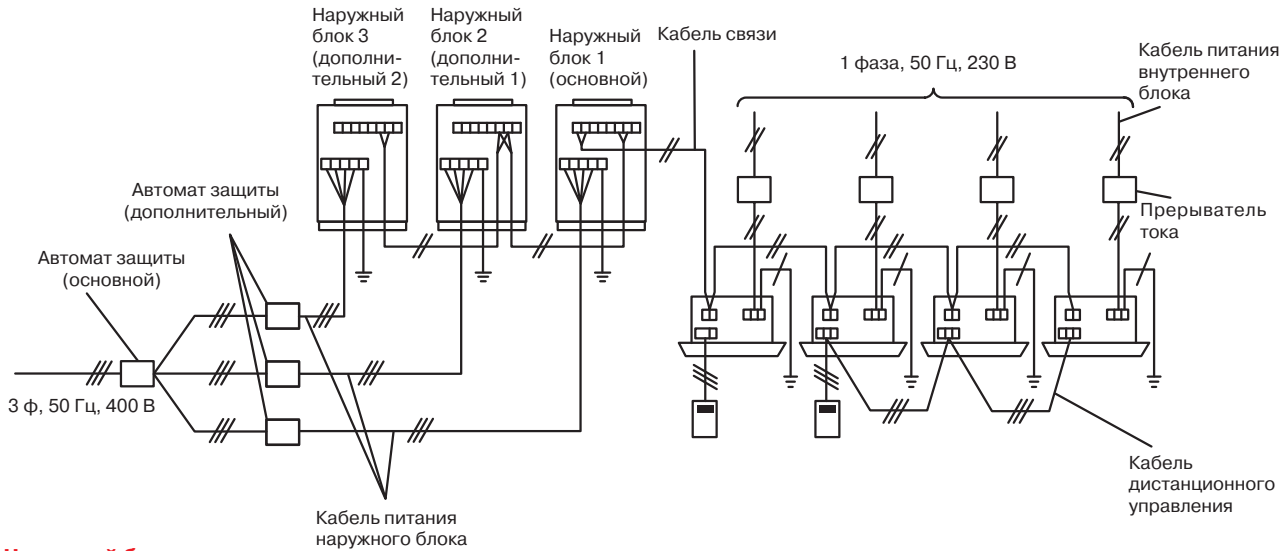 Наружный
блок 3
(дополни-
тельный 2)
Наружный
блок 2
(дополни-
тельный 1)
Наружный
блок 1
(основной)
Кабель связи
1 фаза, 50 Гц, 230 В
Кабель питания
внутреннего
блока
Автомат защиты
(дополнительный)
Прерыватель
тока
Автомат защиты
(основной)
3 ф, 50 Гц, 400 В
Кабель
дистанционного
управления
Кабель питания
наружного блока